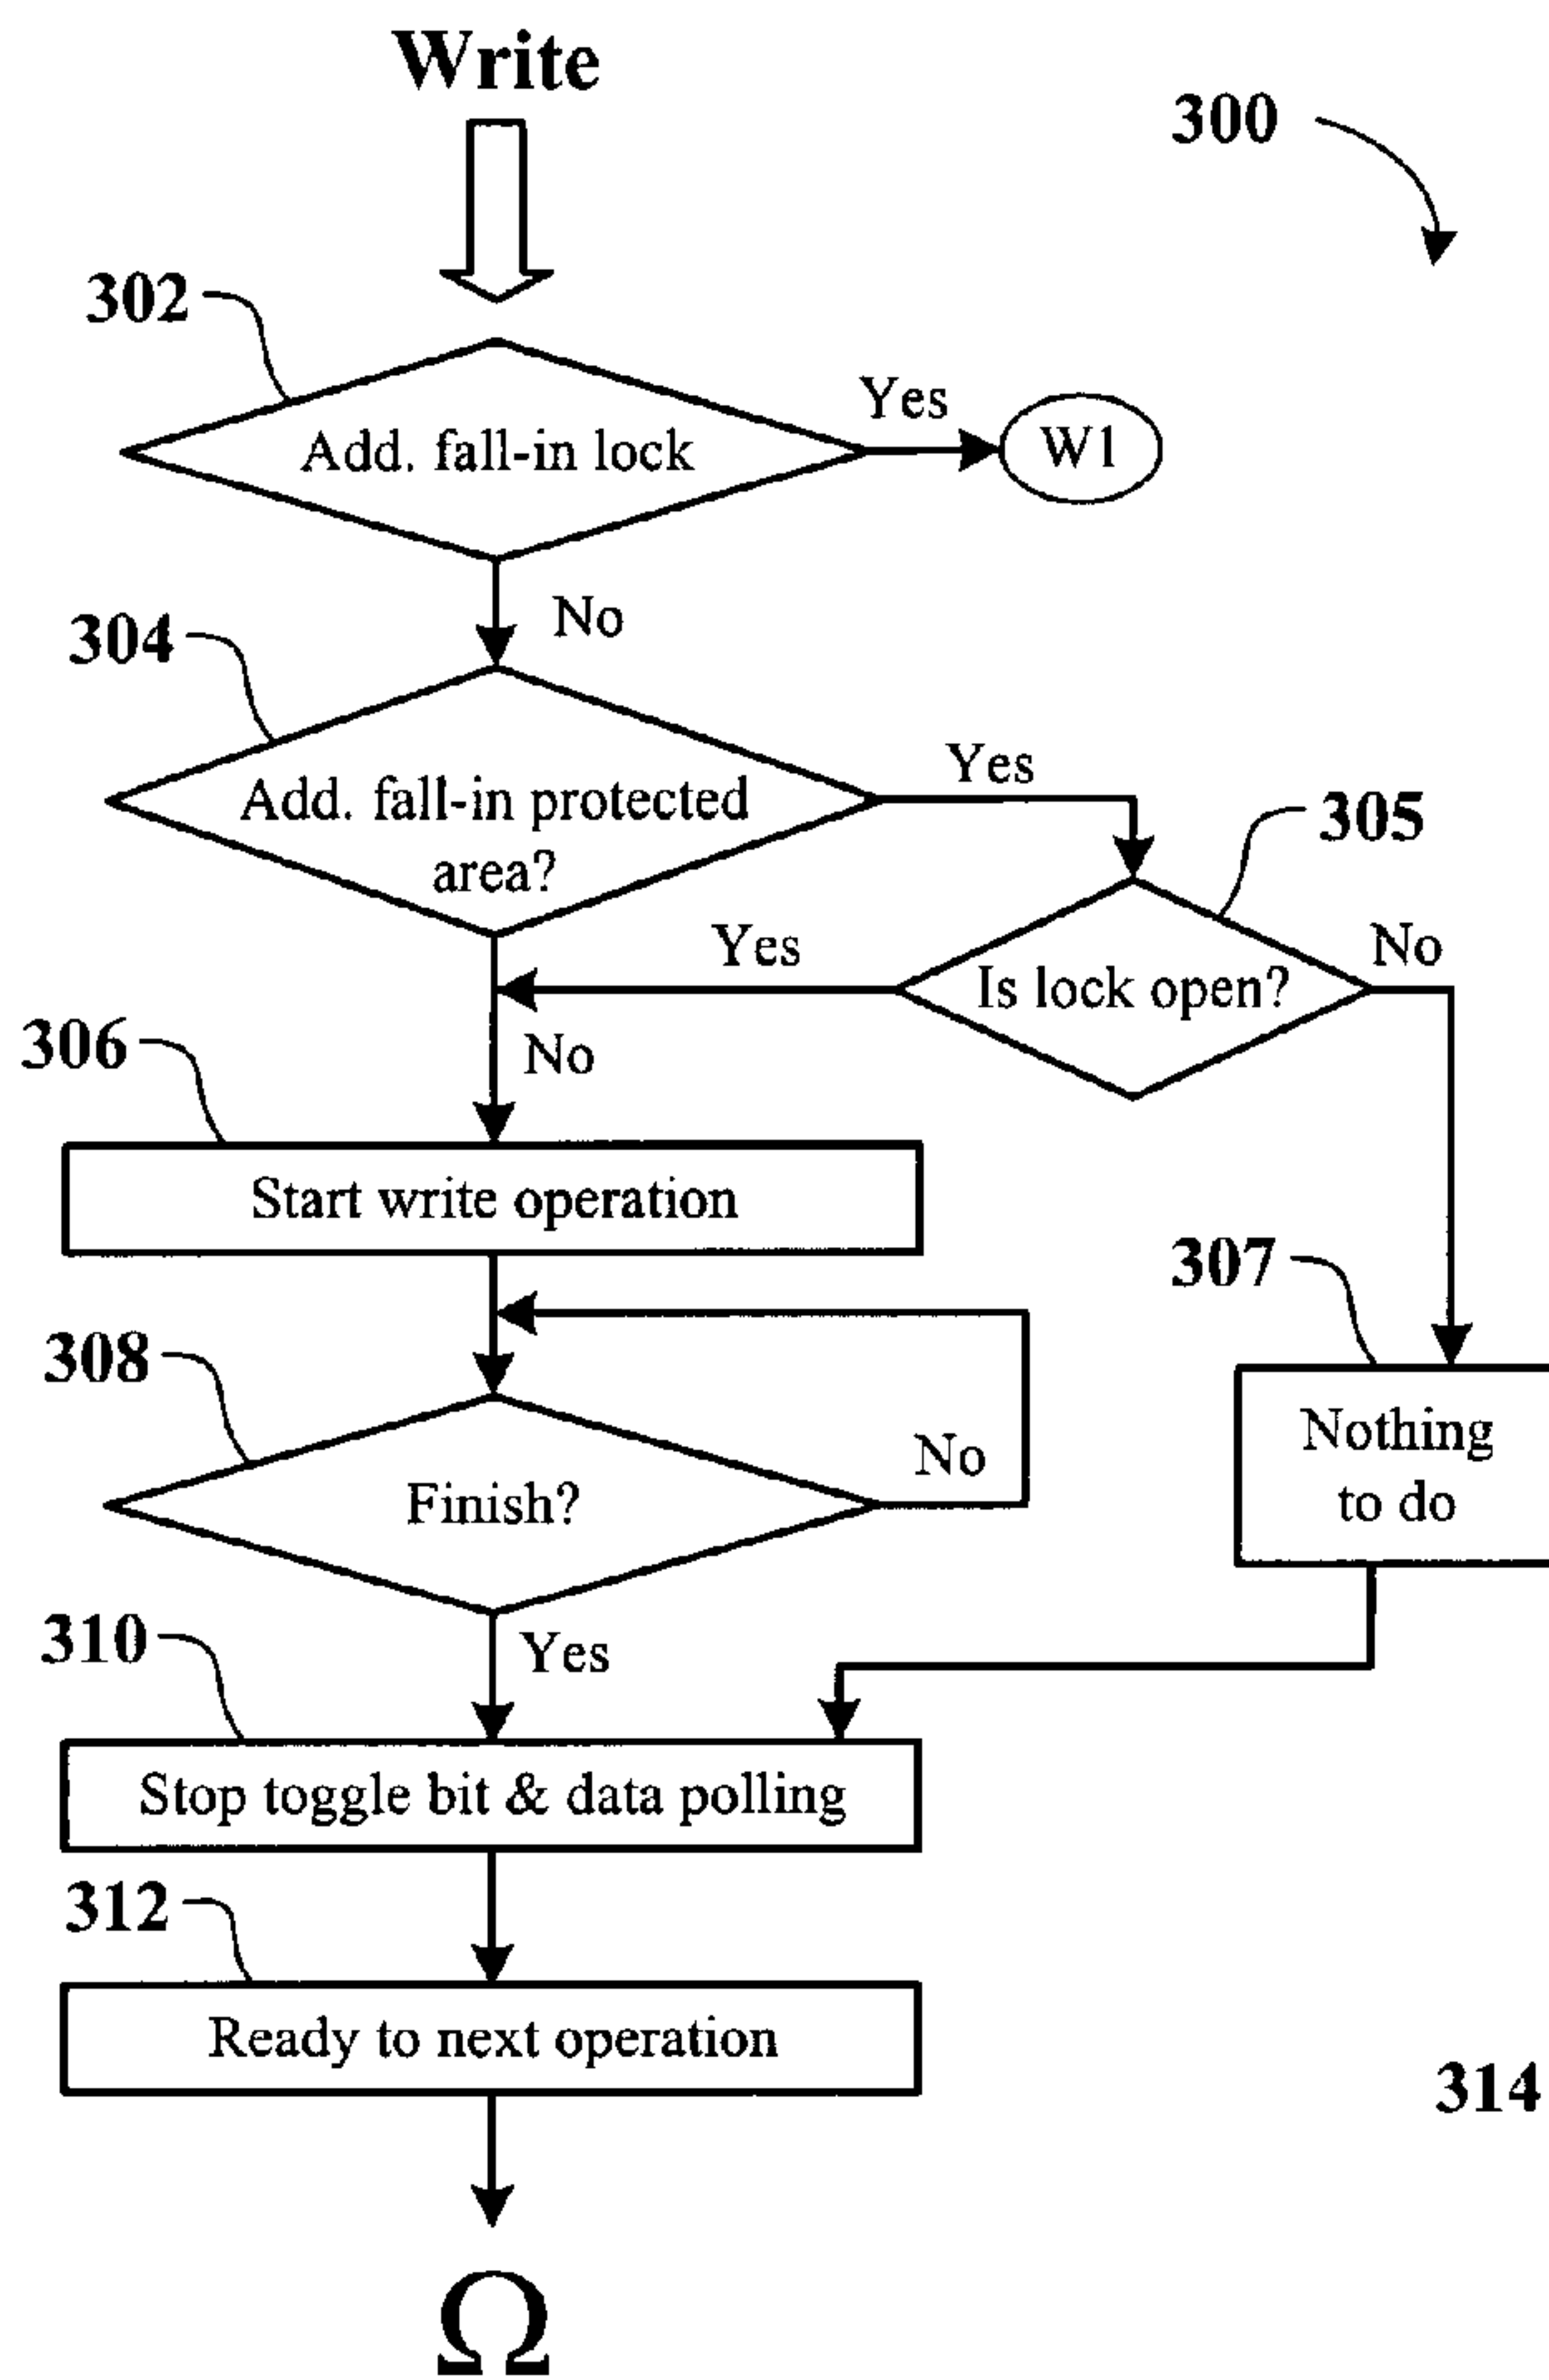 Write
300
302
Add. fall-in lock
Yes
W1
No
304
Add. fall-in protected
area?
Yes
305
Is lock open?
Yes
No
No
306
Start write operation
307
Nothing
to do
308
Finish?
No
Yes
310
Stop toggle bit & data polling
312
Ready to next operation
314
Ω